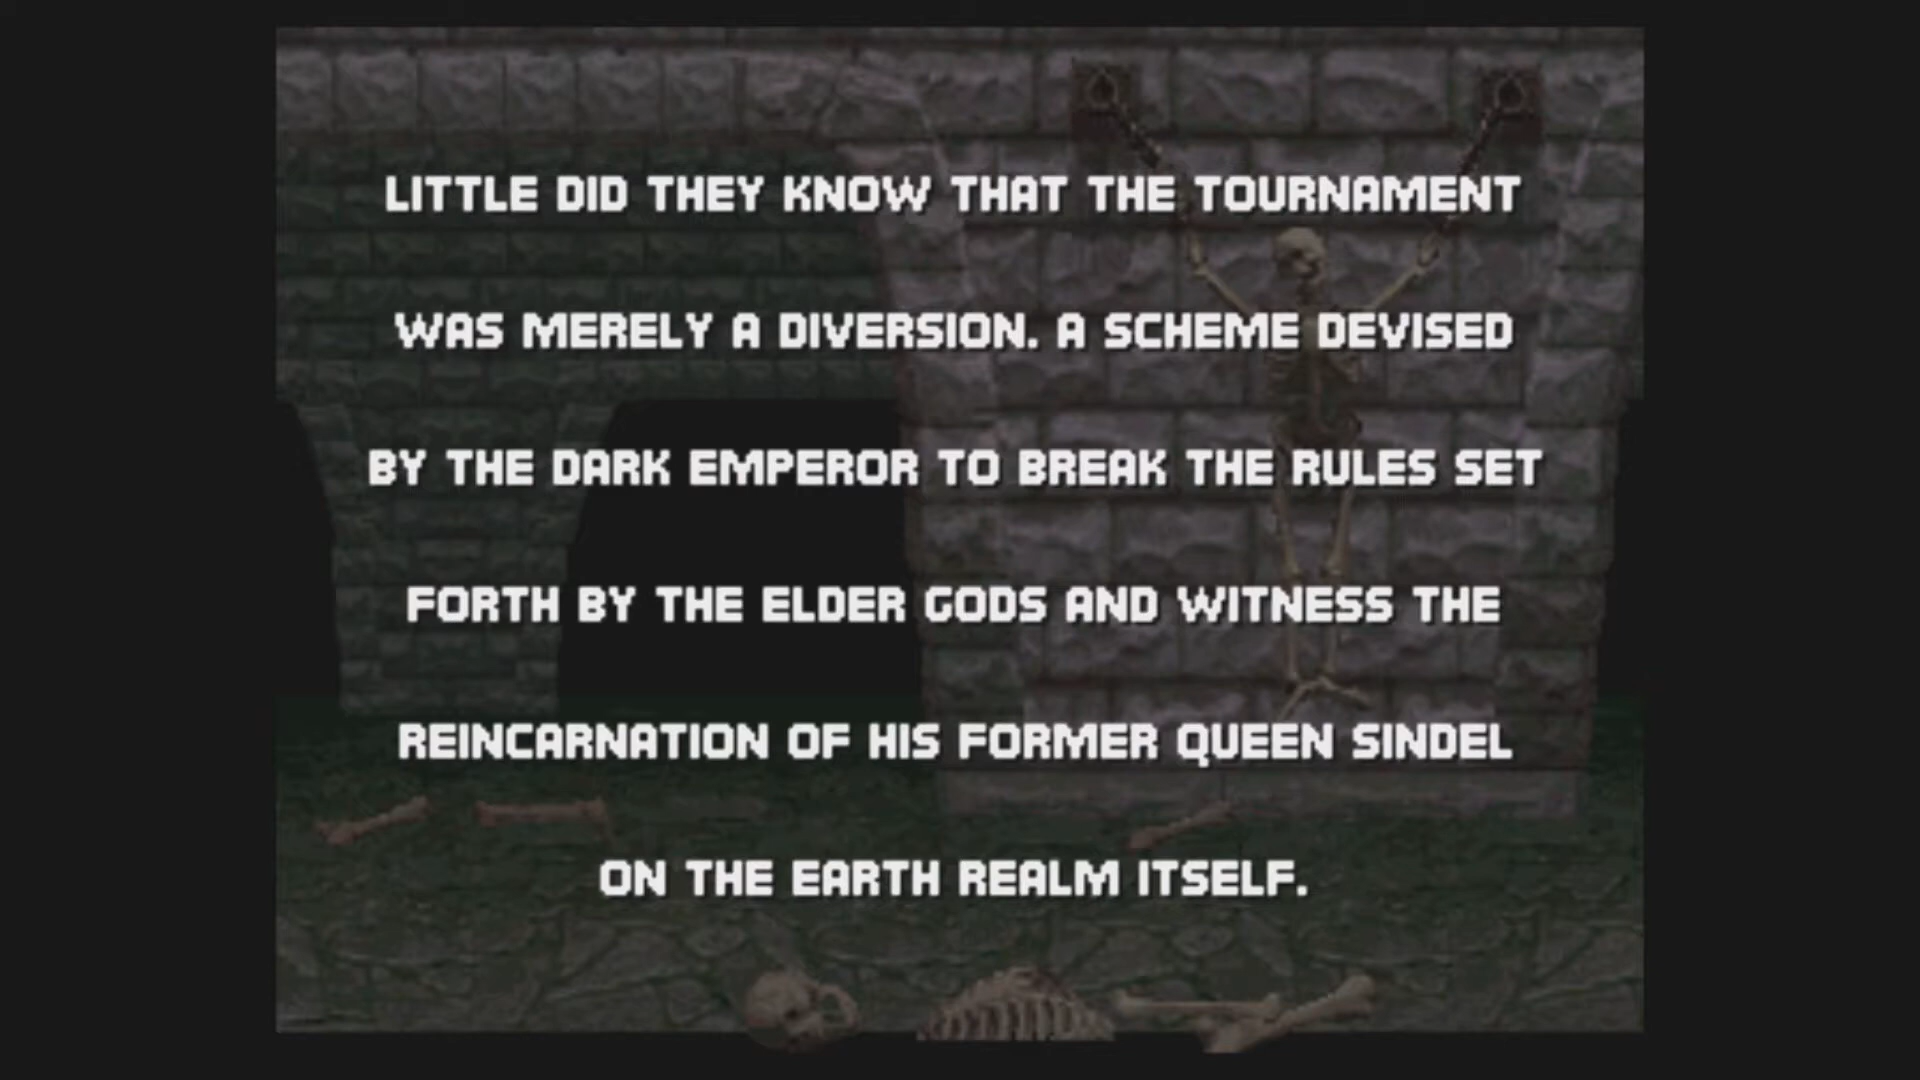 LITTLE DID THEY KNOW THAT THE TOURNAMENT
WAS MERELY A DIVERSION. A SCHEME DEVISED
BY THE DARK EMPEROR TO BREAK THE RULES SET
FORTH BY THE ELDER GODS AND WITNESS THE
REINCARNATION OF HIS FORMER QUEEN SINDEL
ON THE EARTH REALM ITSELF.